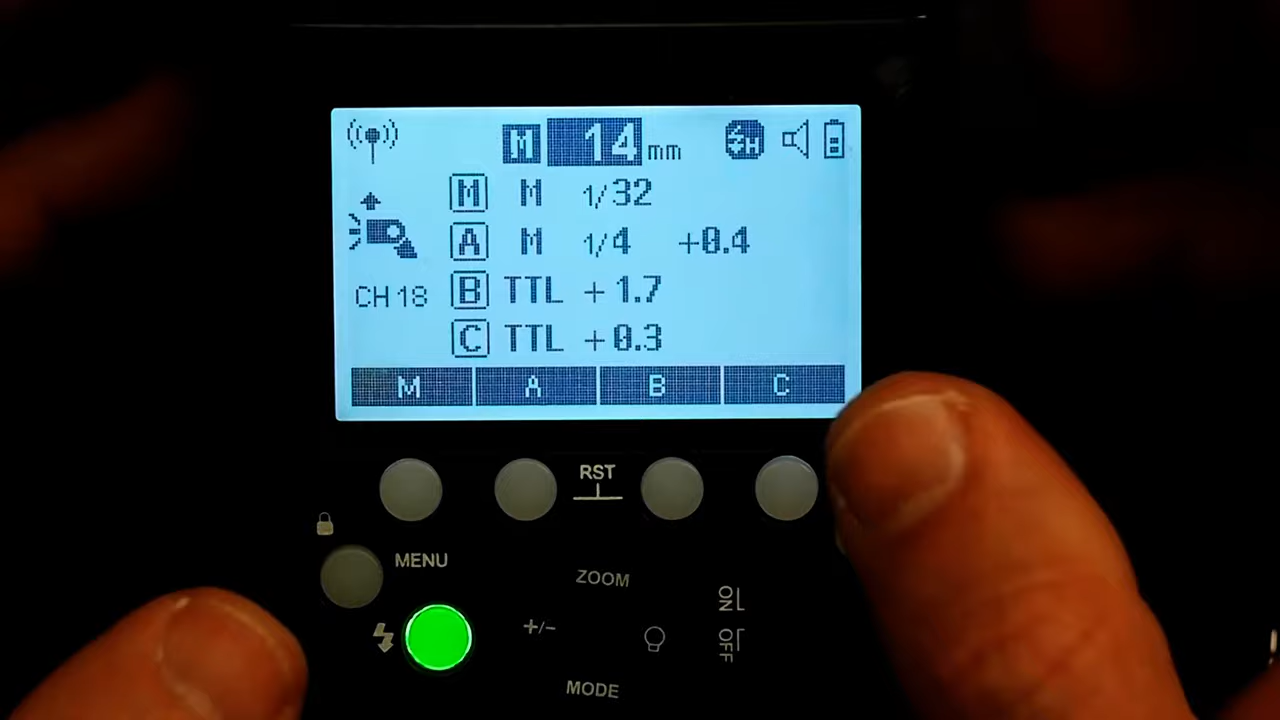 M 14 mm H
M M 1/32
A M 1/4 +0.4
CH 18 B TTL +1.7
C TTL +0.3
M A B C
RST
MENU
ZOOM
ON
+/-
OFF
MODE